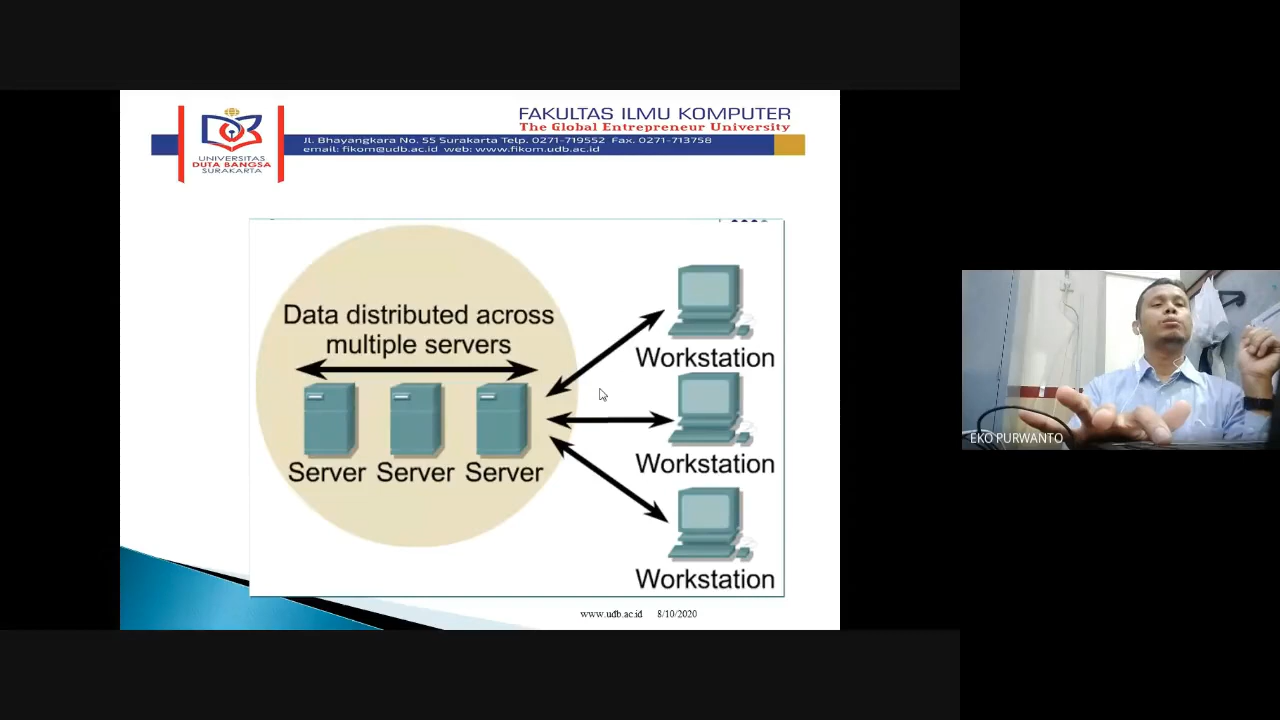 FAKULTAS ILMU KOMPUTER
The Global Entrepreneur University
Jl. Bhayangkara No. 55 Surakarta Telp. 0271-719552 Fax. 0271-713758
email: fikom@udb.ac.id web: www.fikom.udb.ac.id
UNIVERSITAS
DUTA BANGSA
SURAKARTA
Data distributed across
multiple servers
Server Server Server
Workstation
Workstation
Workstation
www.udb.ac.id 8/10/2020
EKO PURWANTO